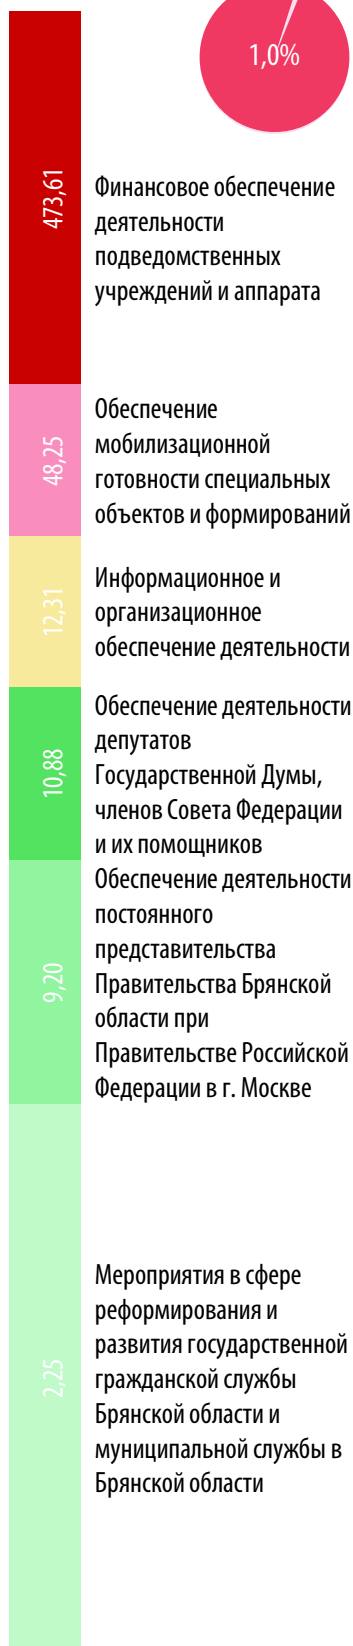 1,0%
473,61
Финансовое обеспечение
деятельности
подведомственных
учреждений и аппарата
48,25
Обеспечение
мобилизационной
готовности специальных
объектов и формирований
12,31
Информационное и
организационное
обеспечение деятельности
10,88
Обеспечение деятельности
депутатов
Государственной Думы,
членов Совета Федерации
и их помощников
9,20
Обеспечение деятельности
постоянного
представительства
Правительства Брянской
области при
Правительстве Российской
Федерации в г. Москве
2,25
Мероприятия в сфере
реформирования и
развития государственной
гражданской службы
Брянской области и
муниципальной службы в
Брянской области